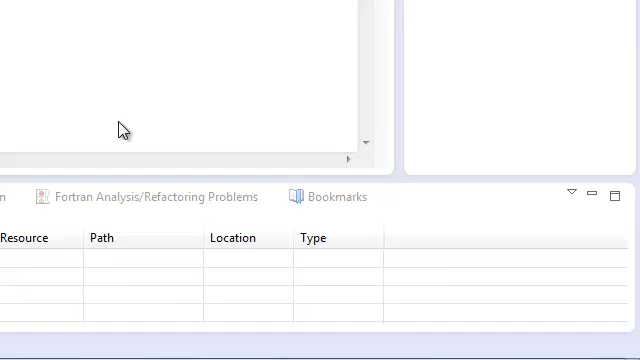 n Fortran Analysis/Refactoring Problems Bookmarks
Resource Path Location Type